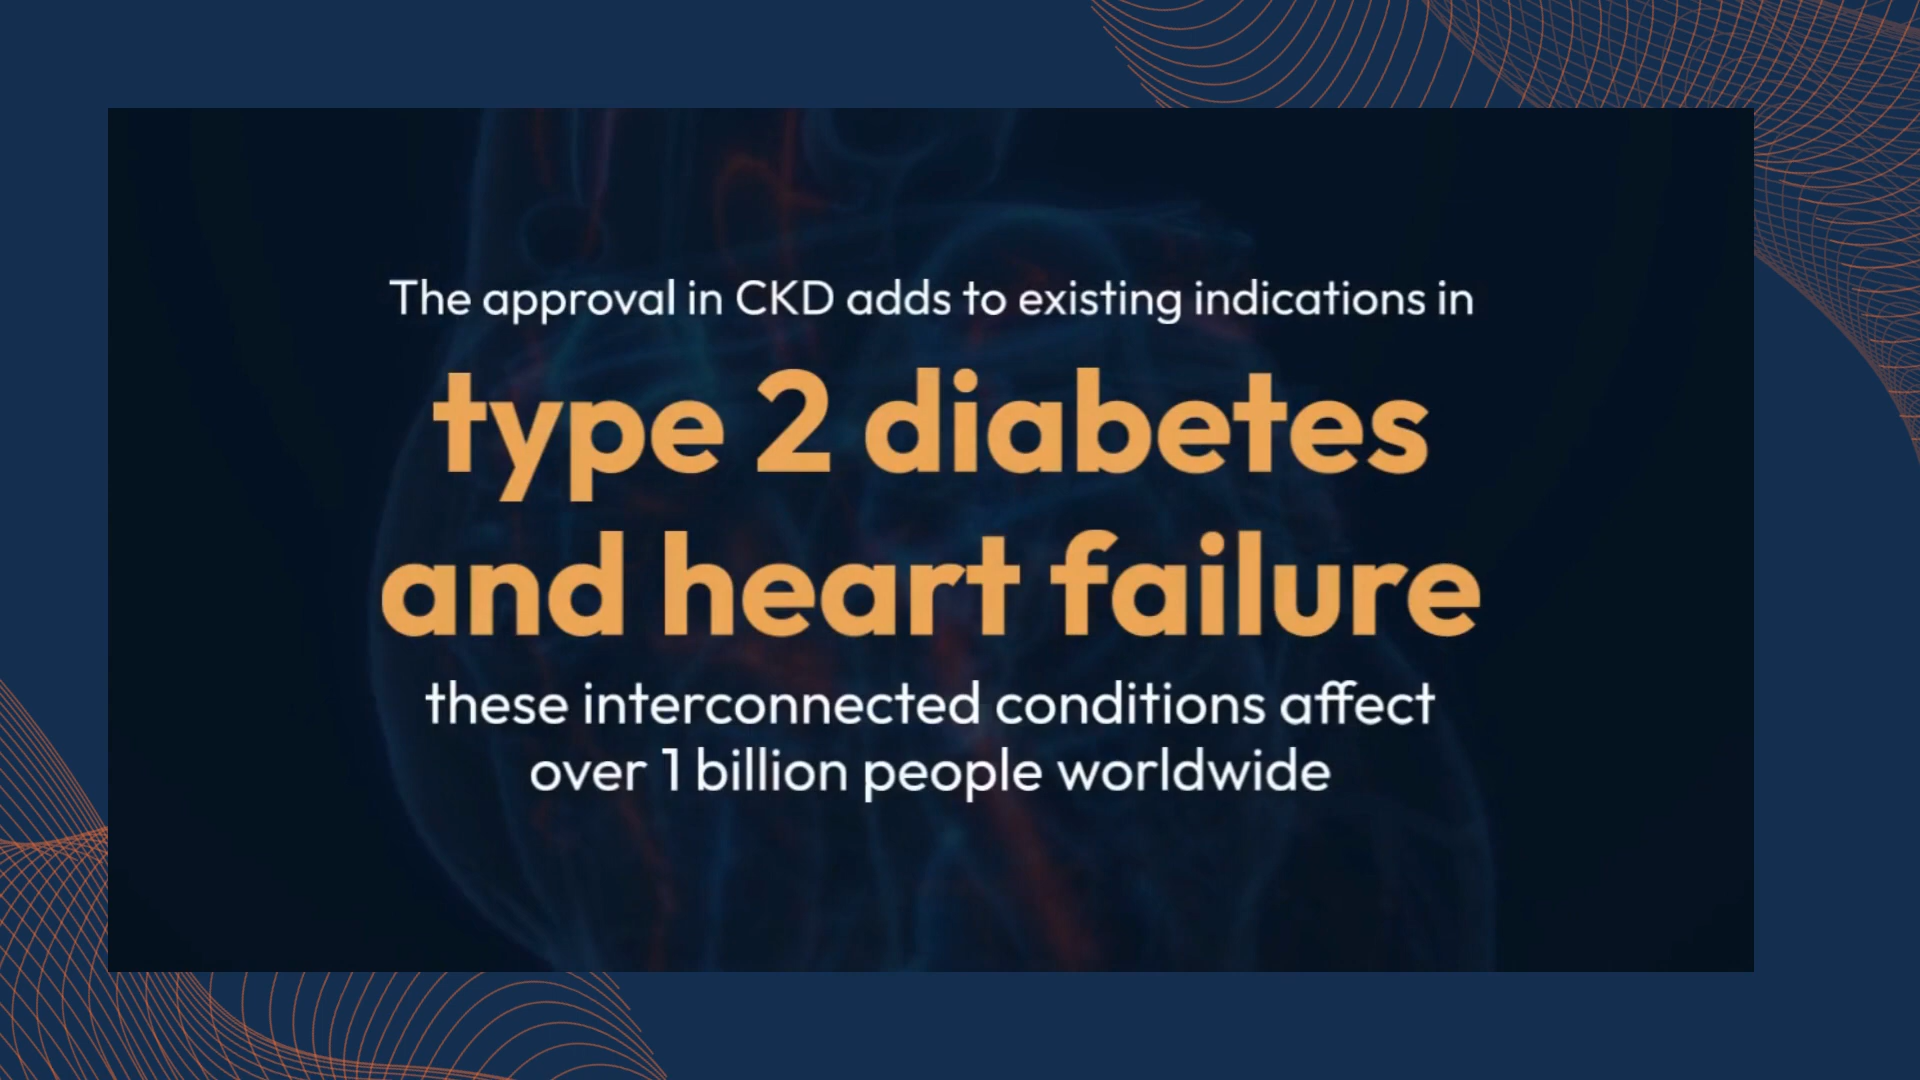 The approval in CKD adds to existing indications in
type 2 diabetes
and heart failure
these interconnected conditions affect
over 1 billion people worldwide